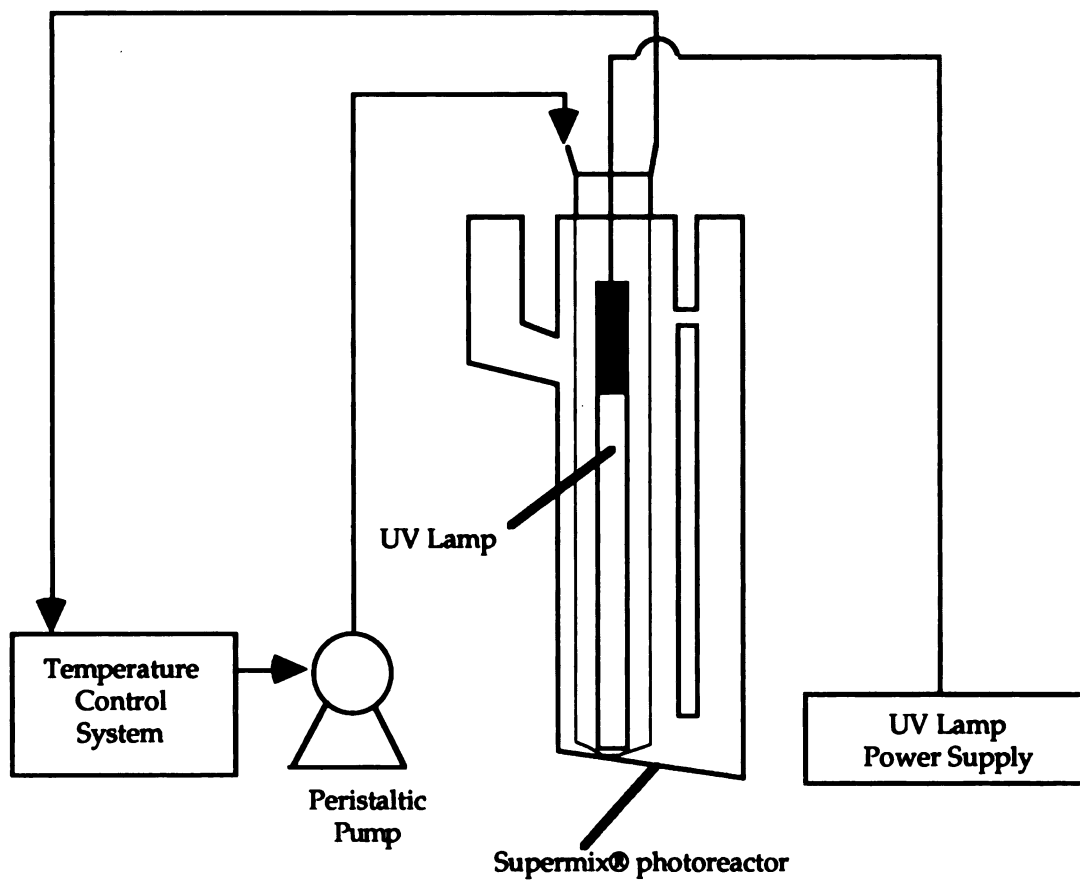 UV Lamp
Temperature
Control
System
Peristaltic
Pump
UV Lamp
Power Supply
Supermix® photoreactor